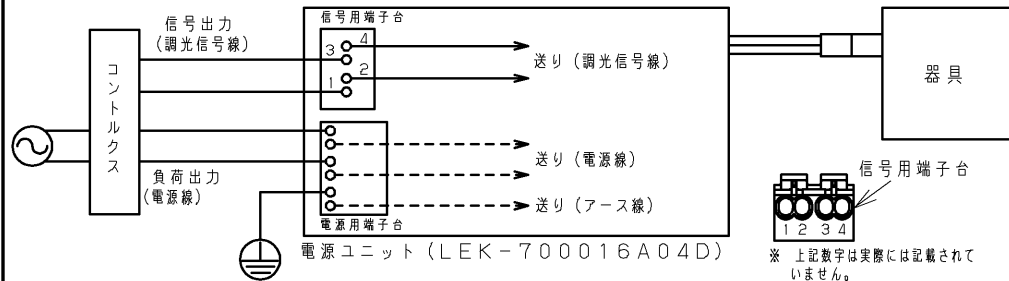 信号出力
(調光信号線)
コントルクス
負荷出力
(電源線)
信号用端子台
4
3
2
1
送り(調光信号線)
送り(電源線)
送り(アース線)
電源用端子台
電源ユニット(LEK-700016A04D)
器具
信号用端子台
1 2 3 4
※ 上記数字は実際には記載されて
いません。